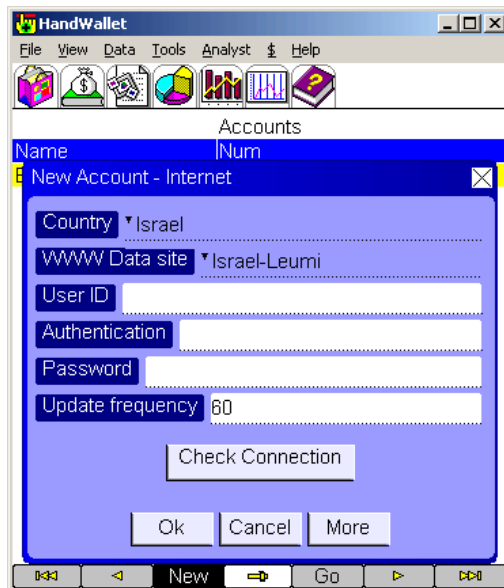 HandWallet
File View Data Tools Analyst $ Help
Accounts
Name Num
New Account - Internet
Country Israel
WWW Data site Israel-Leumi
User ID
Authentication
Password
Update frequency 60
Check Connection
Ok Cancel More
New Go